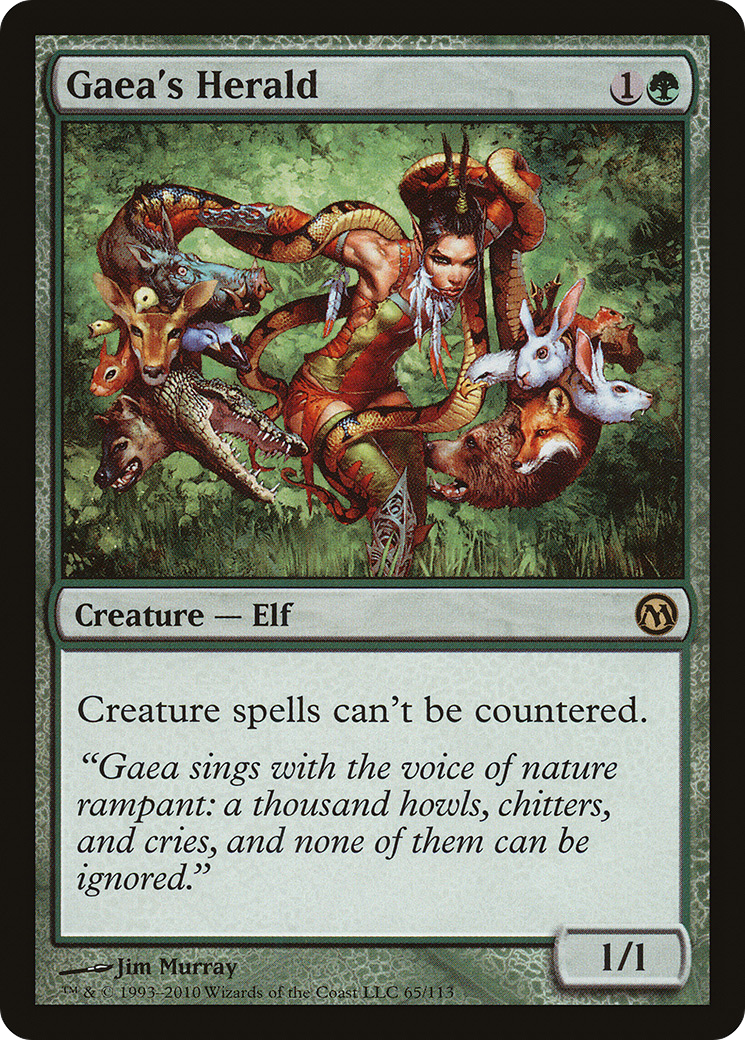 Gaea's Herald 1
Creature — Elf
Creature spells can't be countered.
“Gaea sings with the voice of nature
rampant: a thousand howls, chitters,
and cries, and none of them can be
ignored.”
1/1
Jim Murray
™ & © 1993–2010 Wizards of the Coast LLC 65/113